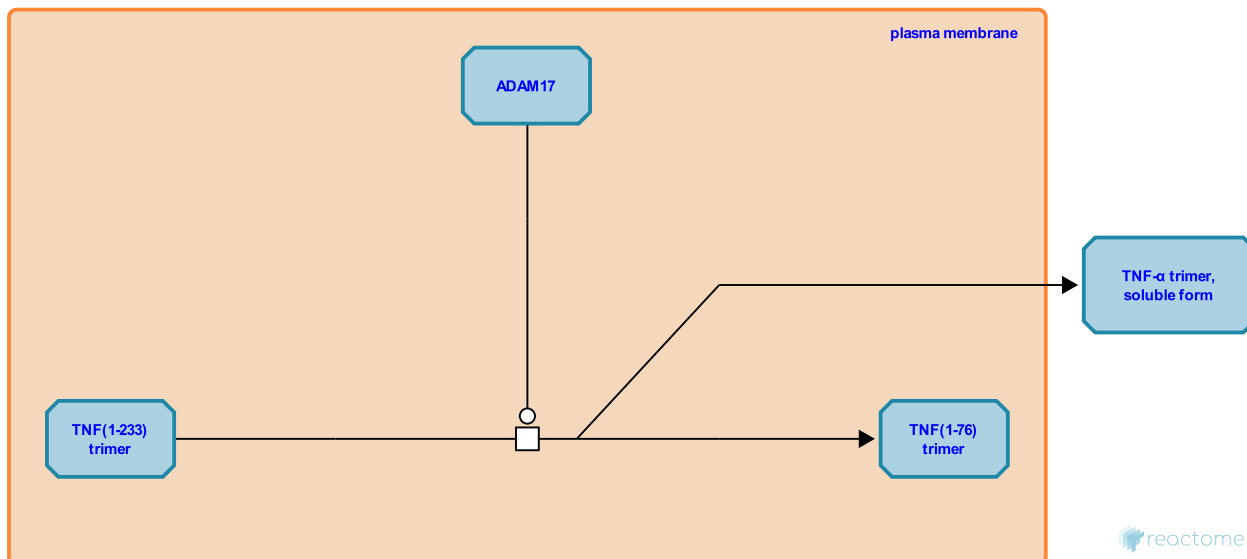 plasma membrane
ADAM17
TNF-α trimer,
soluble form
TNF(1-233)
trimer
TNF(1-76)
trimer
reactome